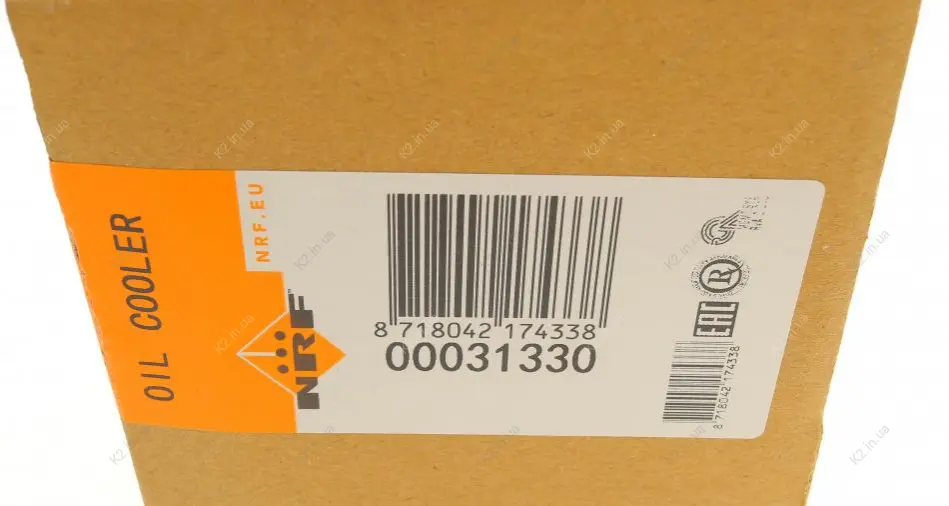 OIL COOLER
NRF.EU
NRF
8 718042 174338
00031330
EAC
8 718042 174338
K2.in.ua